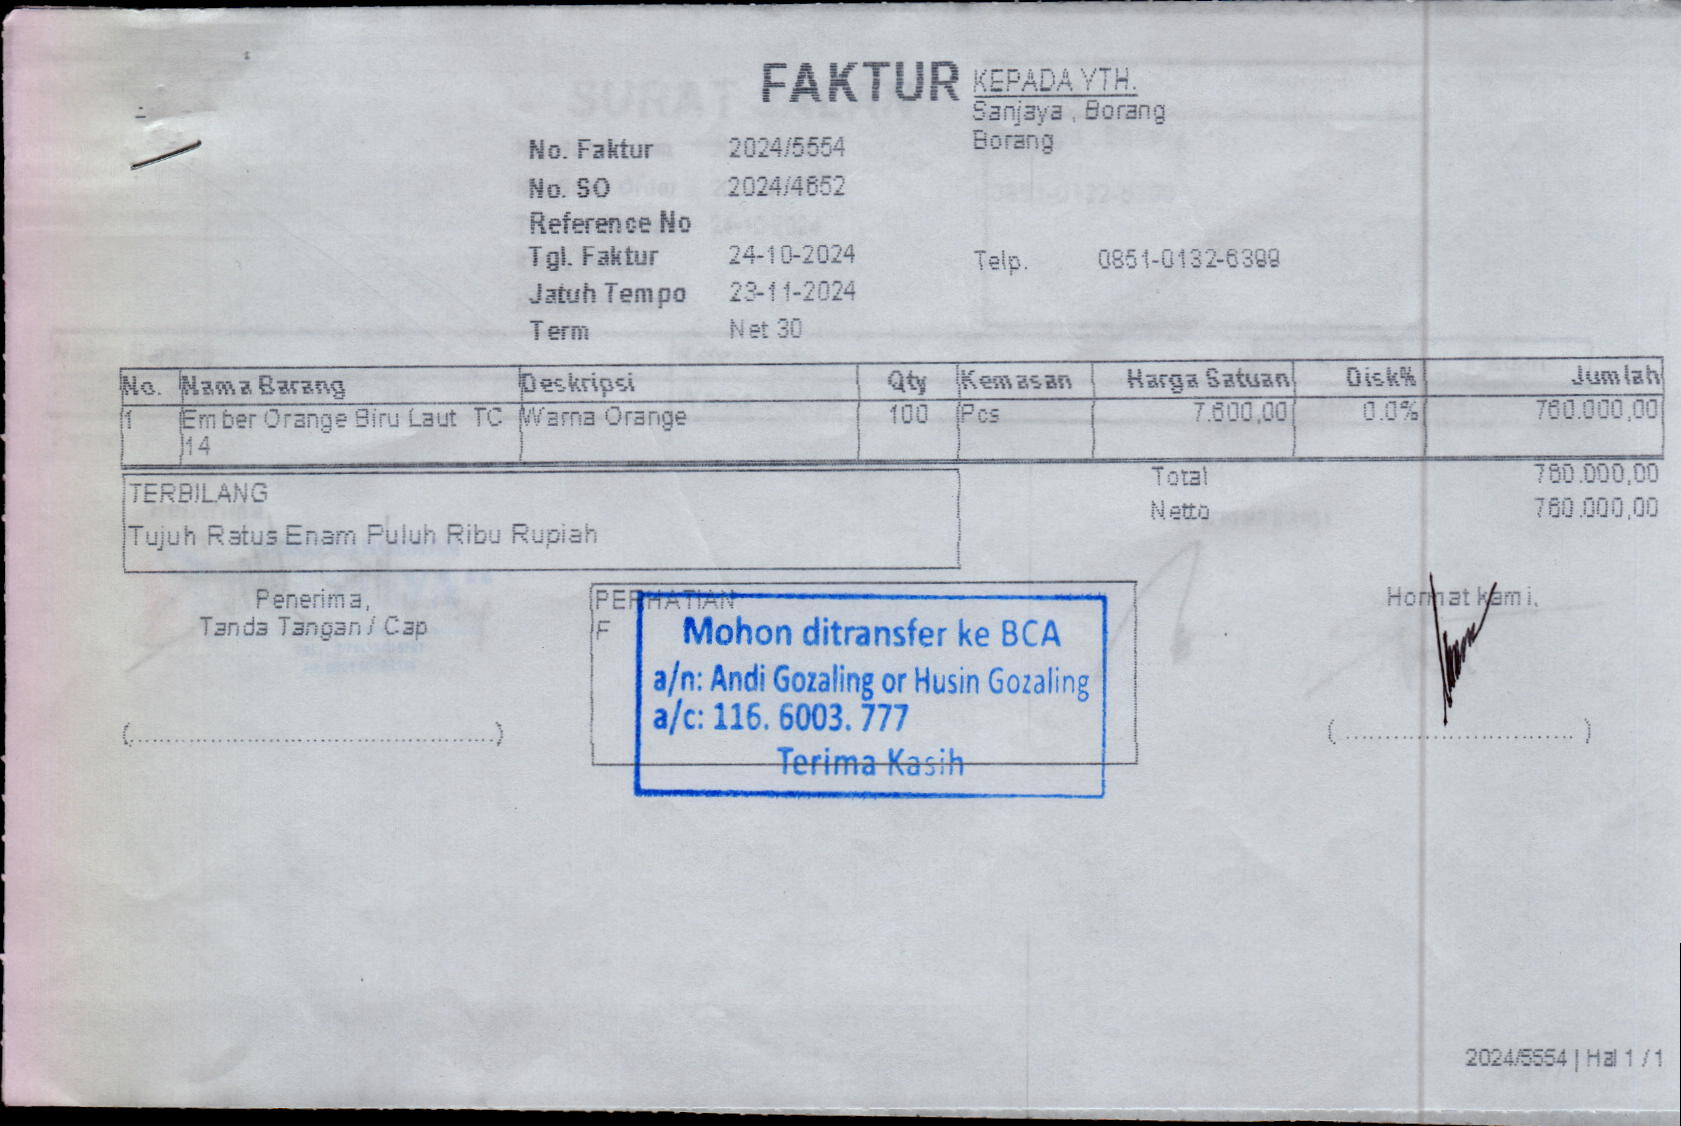 FAKTUR
KEPADA YTH.
Sanjaya , Borang
Borang
No. Faktur 2024/5554
No. SO 2024/4652
Reference No
Tgl. Faktur 24-10-2024
Telp. 0851-0132-6399
Jatuh Tempo 23-11-2024
Term Net 30
No. Nama Barang Deskripsi Qty Kemasan Harga Satuan Disk% Jumlah
1 Ember Orange Biru Laut TC Warna Orange 100 Pcs 7.600,00 0.0% 760.000,00
14
Total 760.000,00
Netto 760.000,00
TERBILANG
Tujuh Ratus Enam Puluh Ribu Rupiah
Penerima,
Tanda Tangan / Cap
(................................................)
PERHATIAN
F
Mohon ditransfer ke BCA
a/n: Andi Gozaling or Husin Gozaling
a/c: 116. 6003. 777
Terima Kasih
Hormat kami,
(.............................. )
2024/5554 | Hal 1 / 1